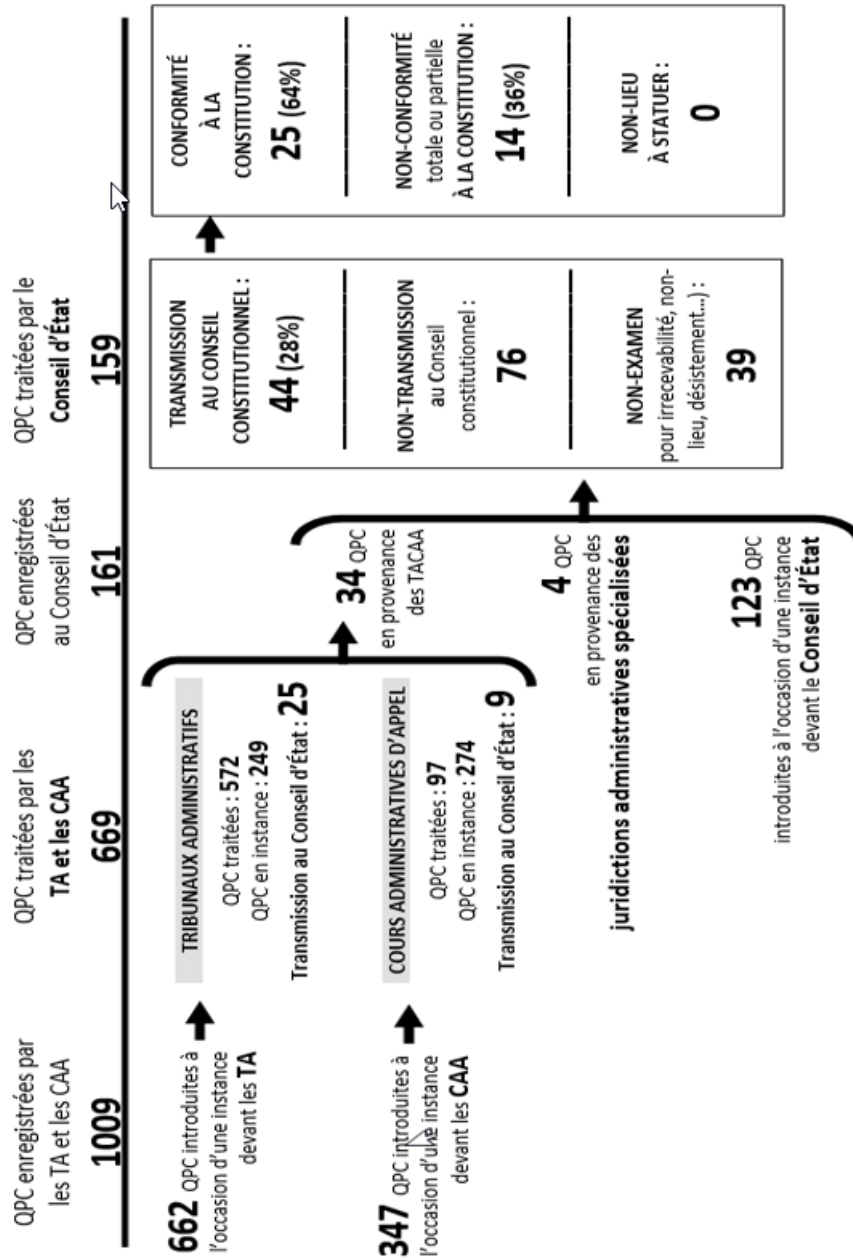 QPC enregistrées par
les TA et les CAA
1009
QPC traitées par les
TA et les CAA
669
QPC enregistrées
au Conseil d'État
161
QPC traitées par le
Conseil d'État
159
662 QPC introduites à
l'occasion d'une instance
devant les TA
347 QPC introduites à
l'occasion d'une instance
devant les CAA
TRIBUNAUX ADMINISTRATIFS
QPC traitées : 572
QPC en instance : 249
Transmission au Conseil d'État : 25
COURS ADMINISTRATIVES D'APPEL
QPC traitées : 97
QPC en instance : 274
Transmission au Conseil d'État : 9
34 QPC
en provenance
des TACAA
4 QPC
en provenance des
juridictions administratives spécialisées
123 QPC
introduites à l'occasion d'une instance
devant le Conseil d'État
TRANSMISSION
AU CONSEIL
CONSTITUTIONNEL :
44 (28%)
NON-TRANSMISSION
au Conseil
constitutionnel :
76
NON-EXAMEN
pour irrecevabilité, non-
lieu, désistement...) :
39
CONFORMITÉ
À LA
CONSTITUTION :
25 (64%)
NON-CONFORMITÉ
totale ou partielle
À LA CONSTITUTION :
14 (36%)
NON-LIEU
À STATUER :
0